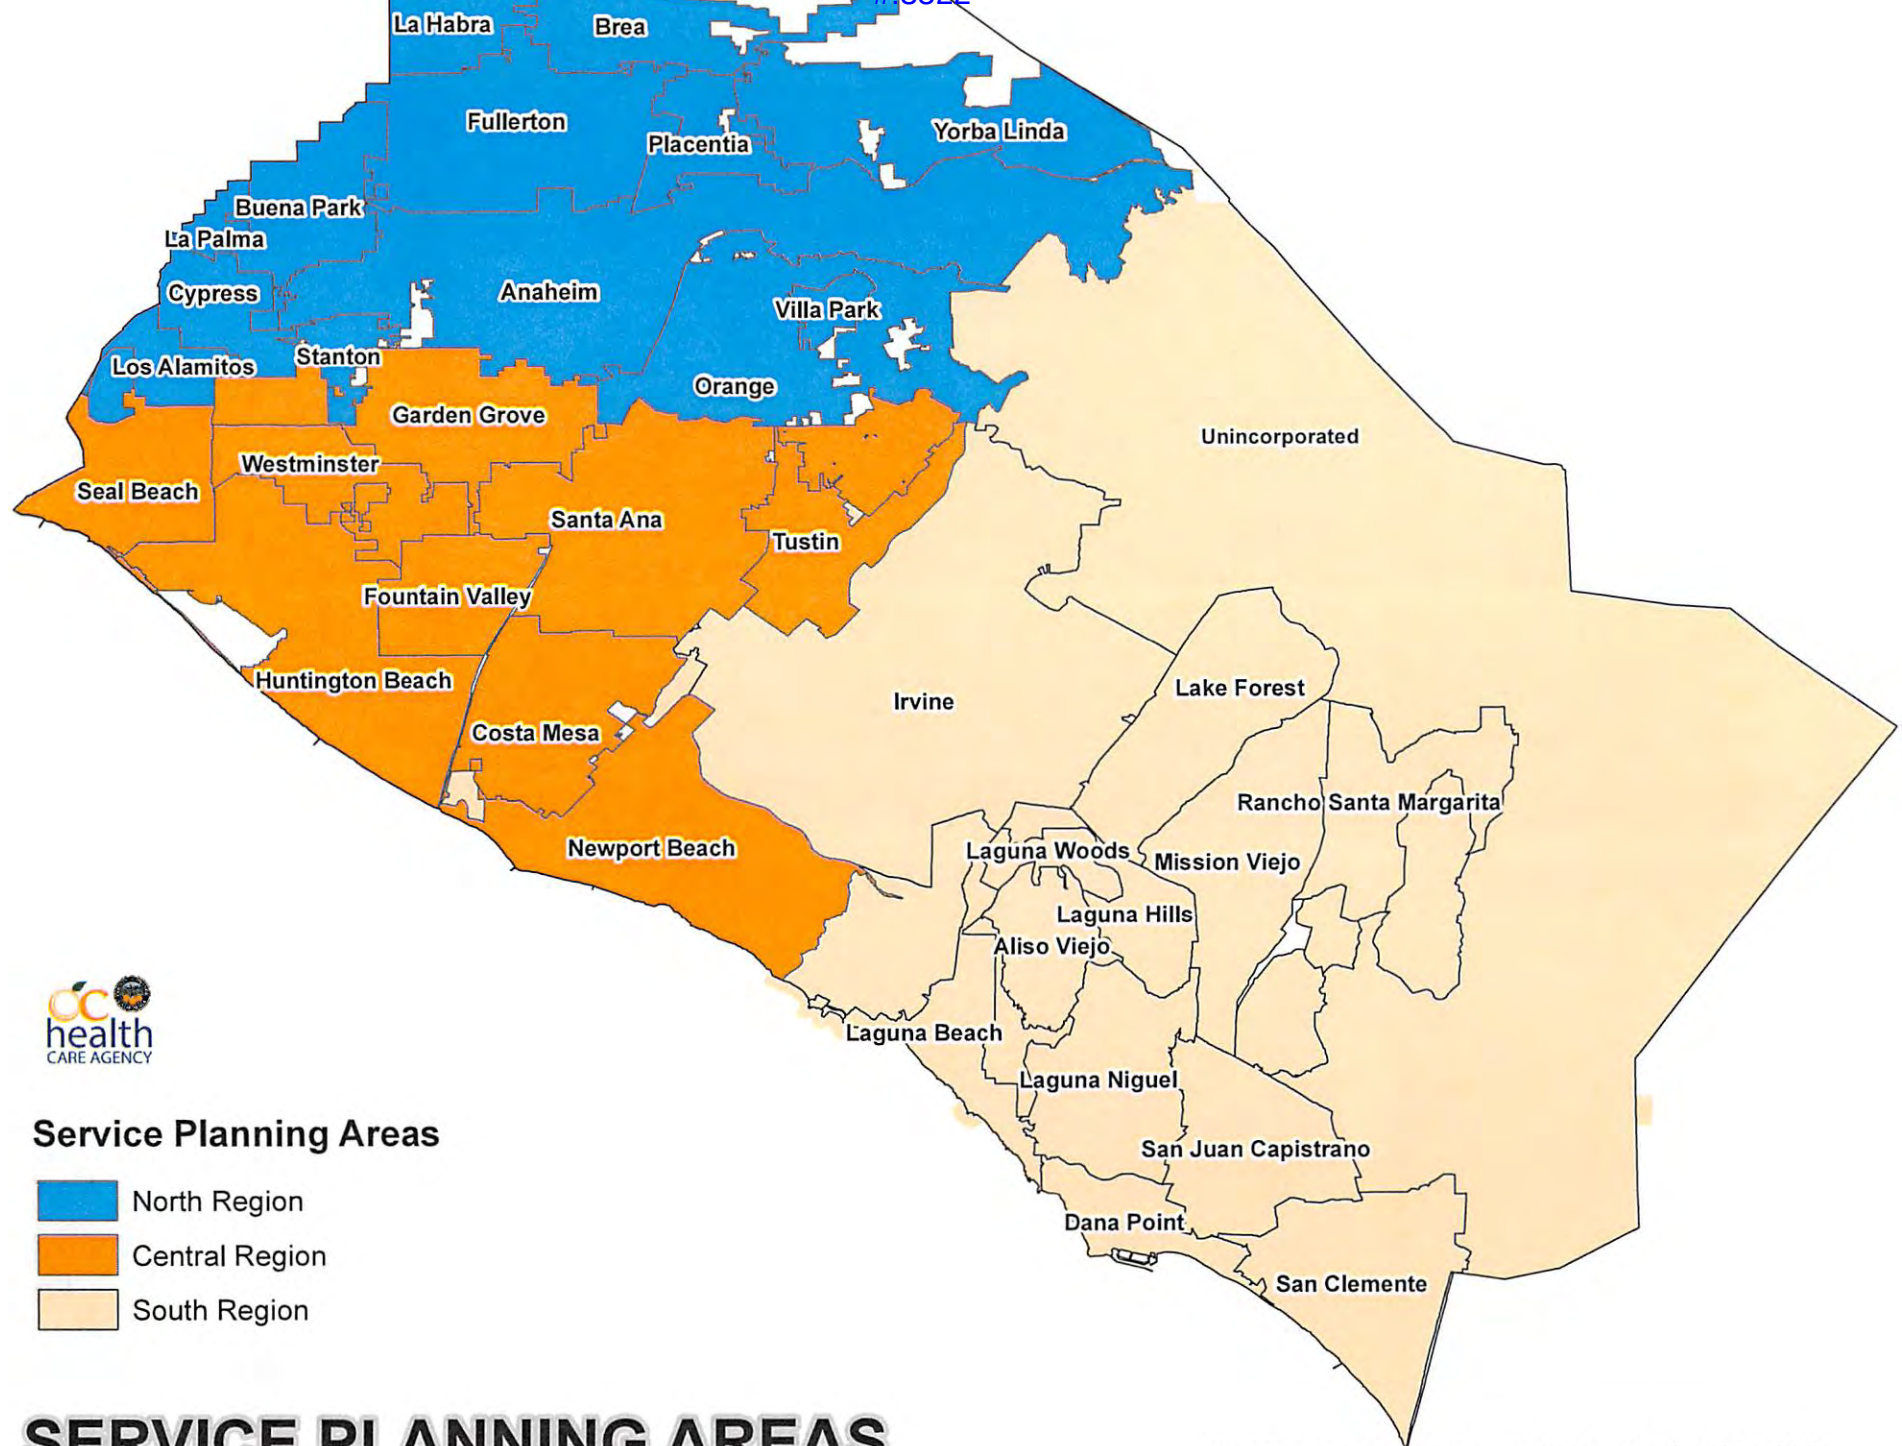 La Habra
Brea
Fullerton
Placentia
Yorba Linda
Buena Park
La Palma
Cypress
Anaheim
Villa Park
Los Alamitos
Stanton
Orange
Garden Grove
Unincorporated
Westminster
Seal Beach
Santa Ana
Tustin
Fountain Valley
Huntington Beach
Lake Forest
Irvine
Costa Mesa
Rancho Santa Margarita
Newport Beach
Laguna Woods
Mission Viejo
Laguna Hills
Aliso Viejo
Laguna Beach
Laguna Niguel
San Juan Capistrano
Dana Point
San Clemente
OC
health
CARE AGENCY
Service Planning Areas
North Region
Central Region
South Region
SERVICE PLANNING AREAS